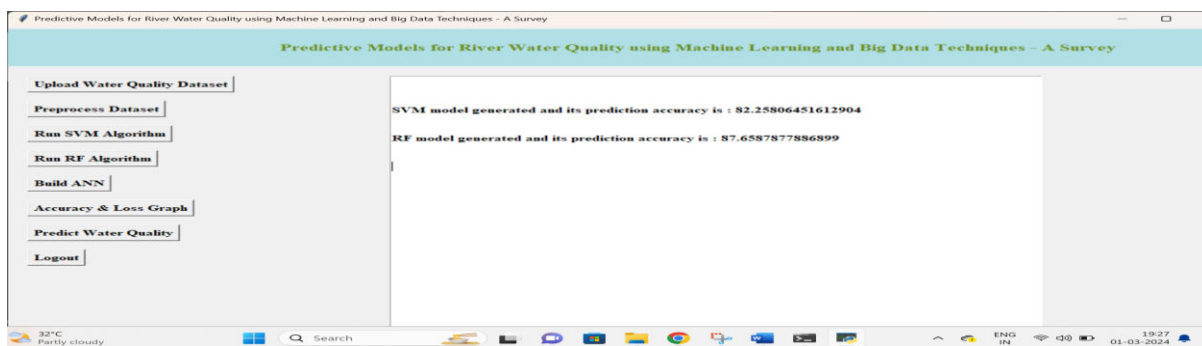 Predictive Models for River Water Quality using Machine Learning and Big Data Techniques - A Survey
Predictive Models for River Water Quality using Machine Learning and Big Data Techniques - A Survey
Upload Water Quality Dataset
Preprocess Dataset
Run SVM Algorithm
Run RF Algorithm
Build ANN
Accuracy & Loss Graph
Predict Water Quality
Logout
SVM model generated and its prediction accuracy is : 82.25806451612904
RF model generated and its prediction accuracy is : 87.6587877886899
32°C
Partly cloudy
Search
ENG
IN
19:27
01-03-2024